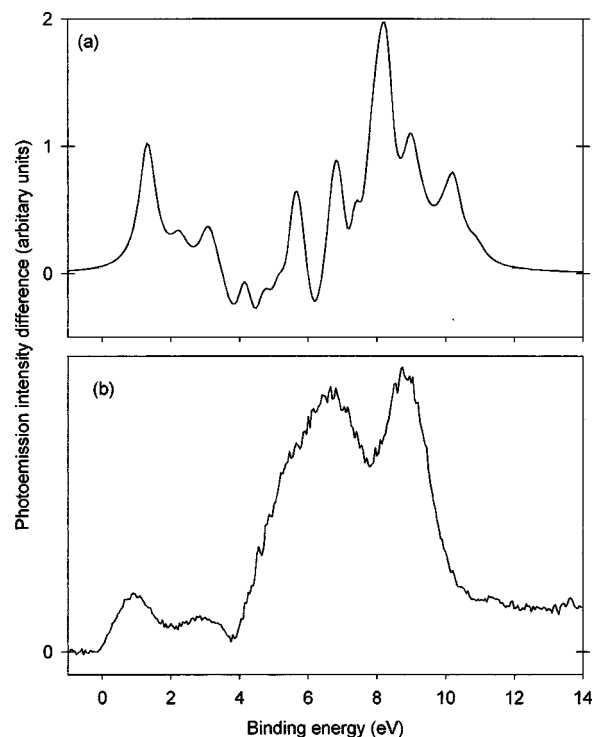 2
(a)
1
0
Photoemission intensity difference (arbitary units)
(b)
0
0 2 4 6 8 10 12 14
Binding energy (eV)